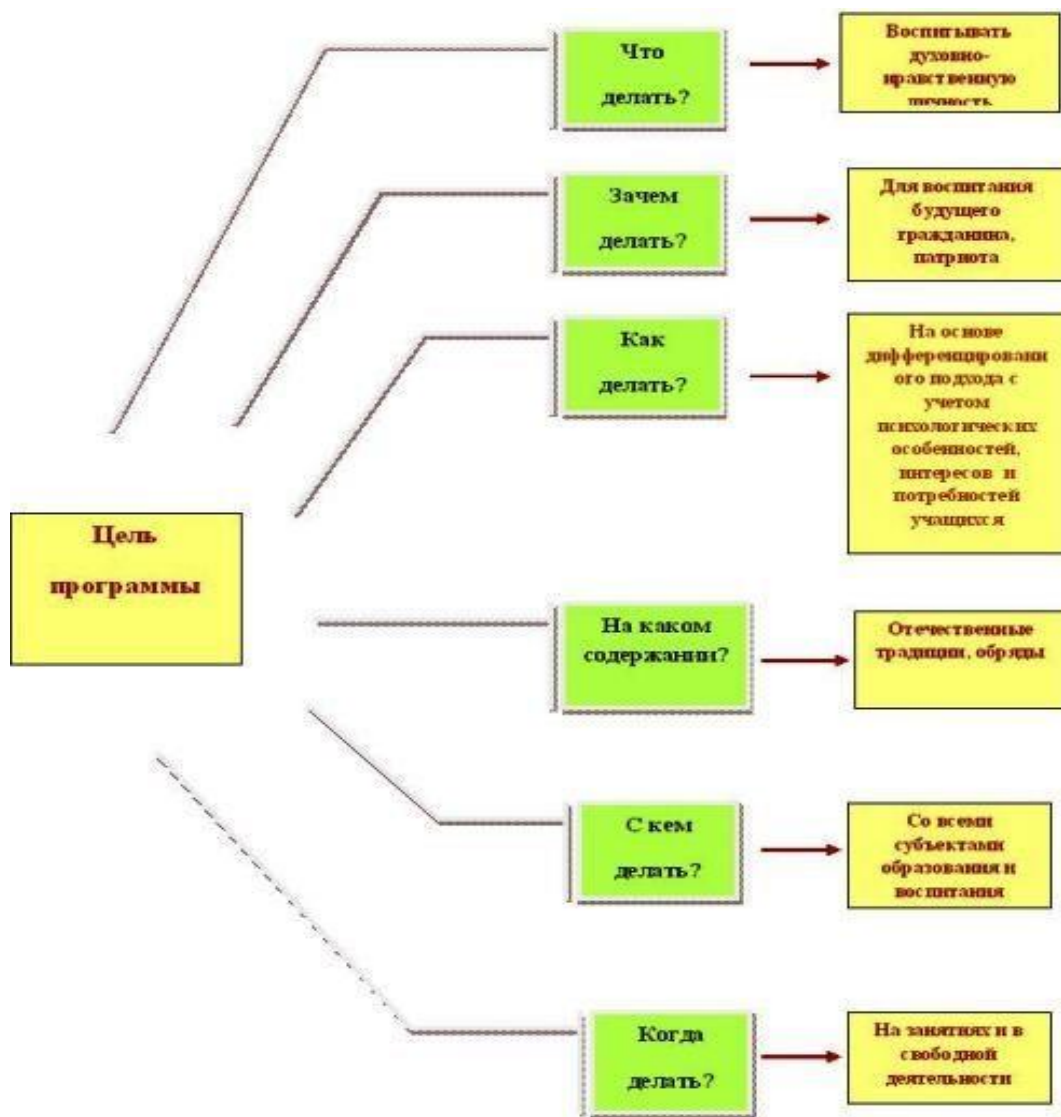 Что
делать?
Воспитывать
духовно-
нравственную
личность
Зачем
делать?
Для воспитания
будущего
гражданина,
патриота
Как
делать?
На основе
дифференцированн
ого подхода с
учетом
психологических
особенностей,
интересов и
потребностей
учащихся
Цель
программы
На каком
содержании?
Отечественные
традиции, обряды
С кем
делать?
Со всеми
субъектами
образования и
воспитания
Когда
делать?
На занятиях и в
свободной
деятельности